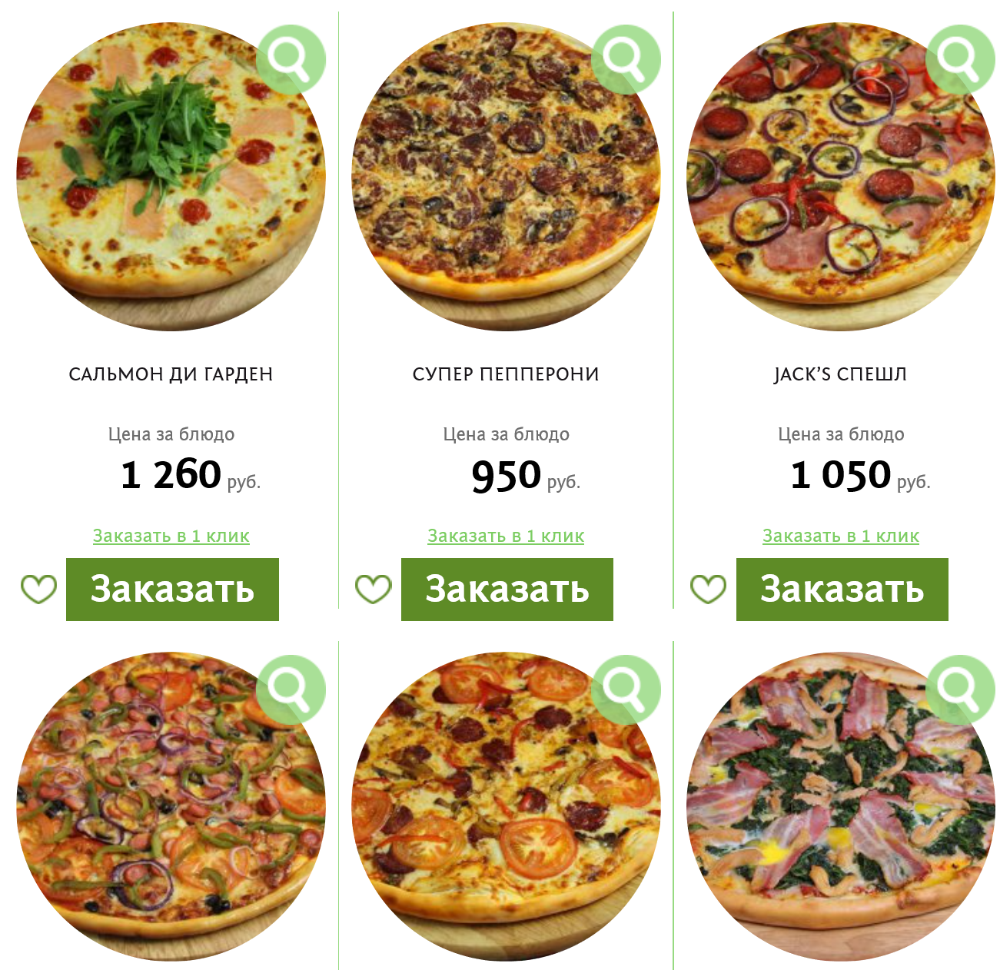 САЛЬМОН ДИ ГАРДЕН
СУПЕР ПЕППЕРОНИ
JACK'S СПЕШЛ
Цена за блюдо
Цена за блюдо
Цена за блюдо
1 260 руб.
950 руб.
1 050 руб.
Заказать в 1 клик
Заказать в 1 клик
Заказать в 1 клик
Заказать
Заказать
Заказать